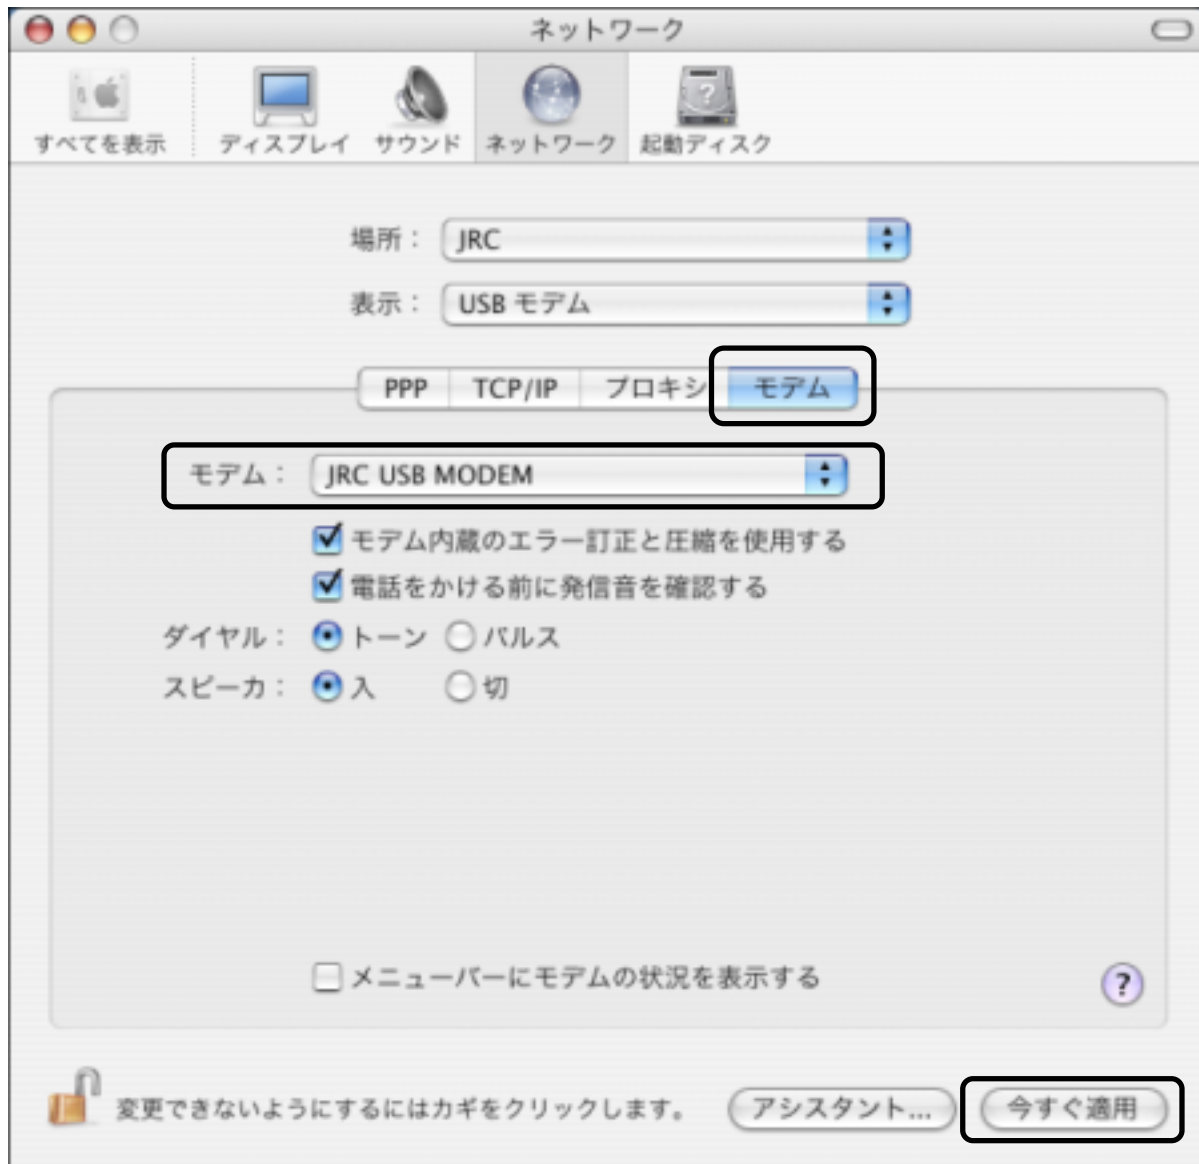 ネットワーク
すべてを表示 ディスプレイ サウンド ネットワーク 起動ディスク
場所： JRC
表示： USB モデム
PPP TCP/IP プロキシ モデム
モデム： JRC USB MODEM
モデム内蔵のエラー訂正と圧縮を使用する
電話をかける前に発信音を確認する
ダイヤル： トーン パルス
スピーカ： 入 切
メニューバーにモデムの状況を表示する
?
変更できないようにするにはカギをクリックします。 アシスタント... 今すぐ適用